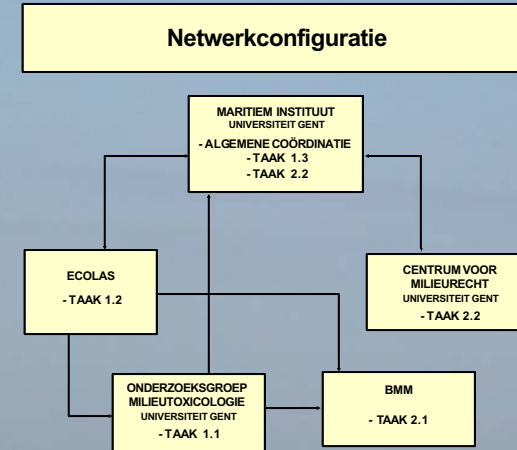 Netwerkconfiguratie
MARITIEM INSTITUUT
UNIVERSITEIT GENT
- ALGEMENE COÖRDINATIE
- TAAK 1.3
- TAAK 2.2
ECOLAS
- TAAK 1.2
CENTRUM VOOR
MILIEURECHT
UNIVERSITEIT GENT
- TAAK 2.2
ONDERZOEKSGROEP
MILIEUTOXICOLOGIE
UNIVERSITEIT GENT
- TAAK 1.1
BMM
- TAAK 2.1